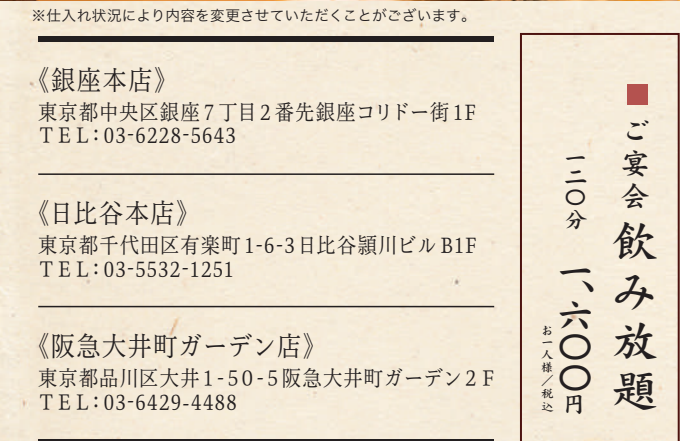 ※仕入れ状況により内容を変更させていただくことがございます。
《銀座本店》
東京都中央区銀座7丁目2番先銀座コリドー街1F
TEL:03-6228-5643
《日比谷本店》
東京都千代田区有楽町1-6-3日比谷頴川ビルB1F
TEL:03-5532-1251
《阪急大井町ガーデン店》
東京都品川区大井1-50-5阪急大井町ガーデン2F
TEL:03-6429-4488
■ご宴会飲み放題
一二〇分 一、六〇〇円
お一人様/税込